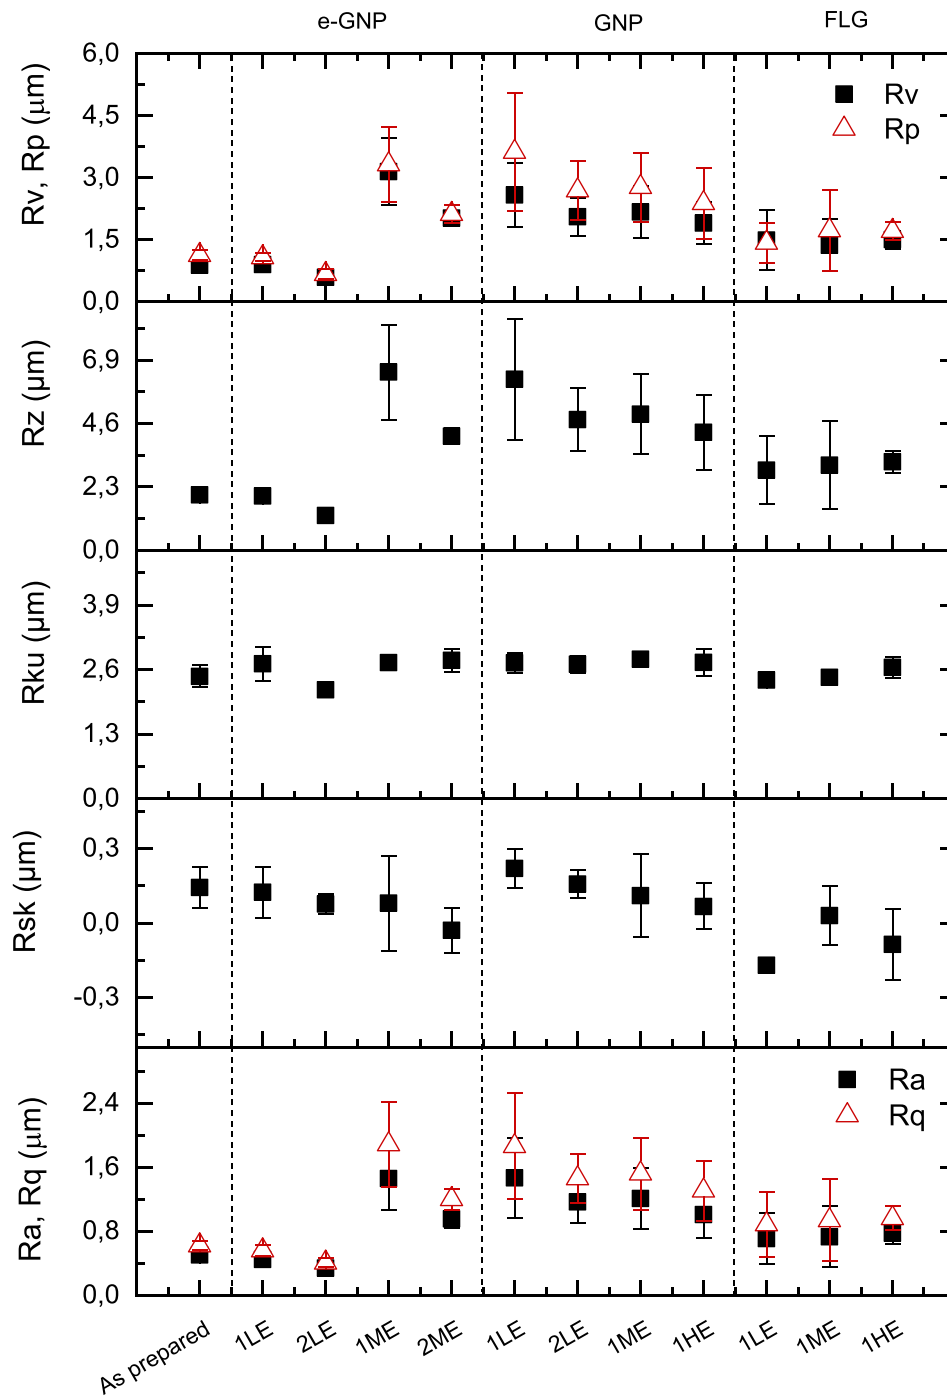 e-GNP GNP FLG
Rv, Rp (μm)
6,0
4,5
3,0
1,5
0,0
Rv
Rp
Rz (μm)
6,9
4,6
2,3
0,0
Rku (μm)
3,9
2,6
1,3
0,0
Rsk (μm)
0,3
0,0
-0,3
Ra, Rq (μm)
2,4
1,6
0,8
0,0
Ra
Rq
As prepared 1LE 2LE 1ME 2ME 1LE 2LE 1ME 1HE 1LE 1ME 1HE